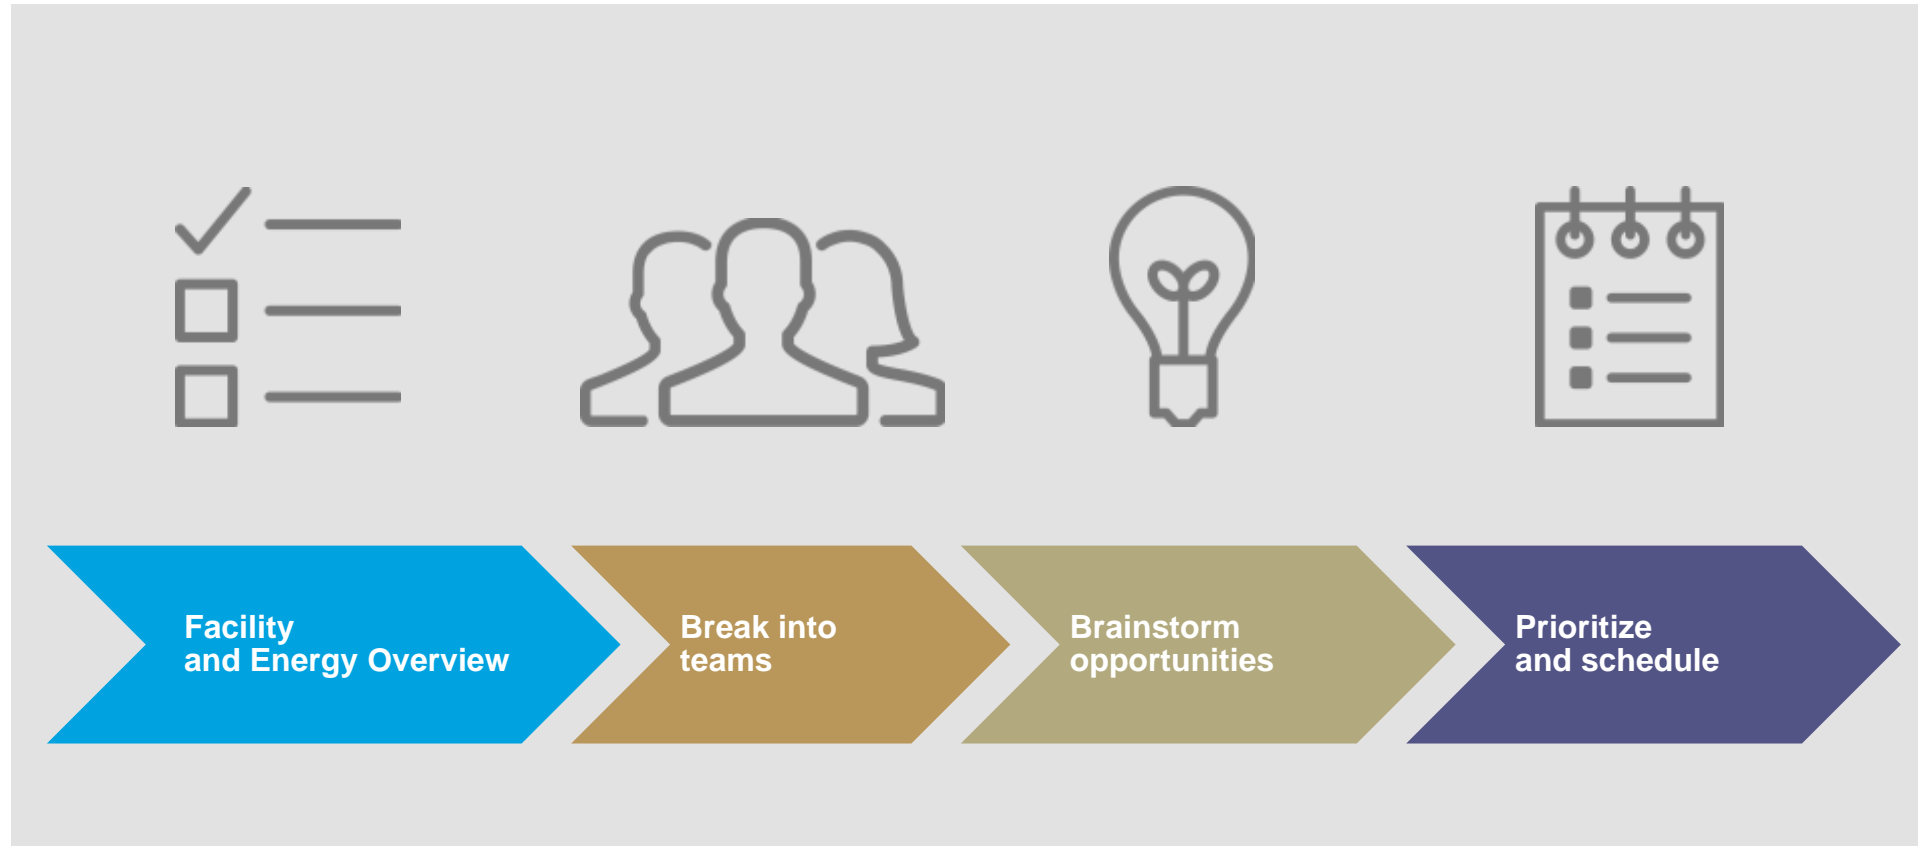 Facility
and Energy Overview
Break into
teams
Brainstorm
opportunities
Prioritize
and schedule